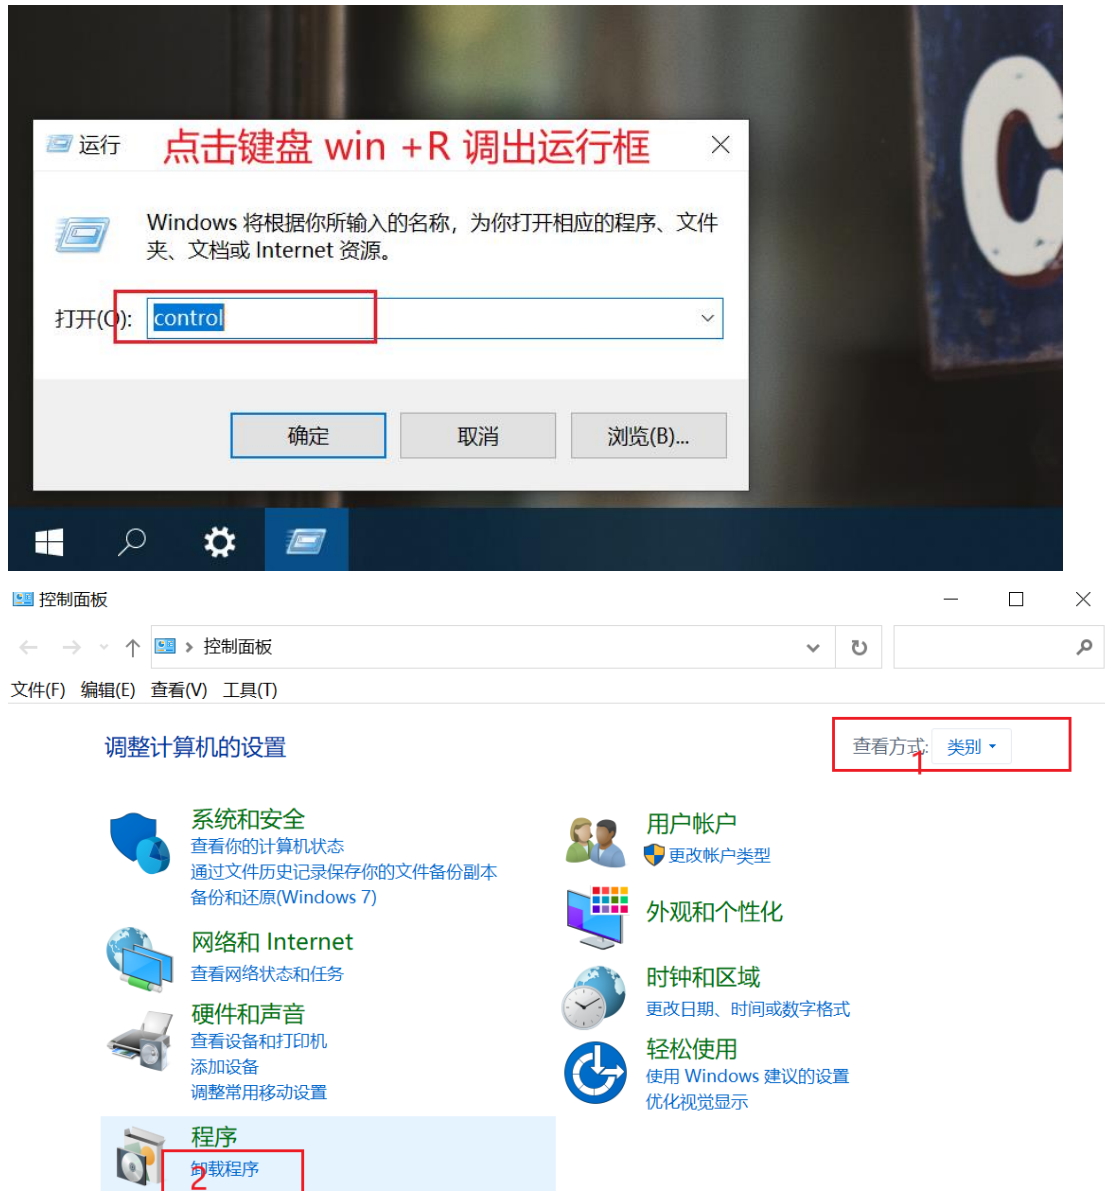 C
运行
点击键盘 win +R 调出运行框
Windows 将根据你所输入的名称，为你打开相应的程序、文件
夹、文档或 Internet 资源。
打开(O):
control
确定
取消
浏览(B)...
控制面板
控制面板
文件(F) 编辑(E) 查看(V) 工具(T)
调整计算机的设置
查看方式: 类别
1
系统和安全
查看你的计算机状态
通过文件历史记录保存你的文件备份副本
备份和还原(Windows 7)
网络和 Internet
查看网络状态和任务
硬件和声音
查看设备和打印机
添加设备
调整常用移动设置
程序
卸载程序
2
用户帐户
更改帐户类型
外观和个性化
时钟和区域
更改日期、时间或数字格式
轻松使用
使用 Windows 建议的设置
优化视觉显示